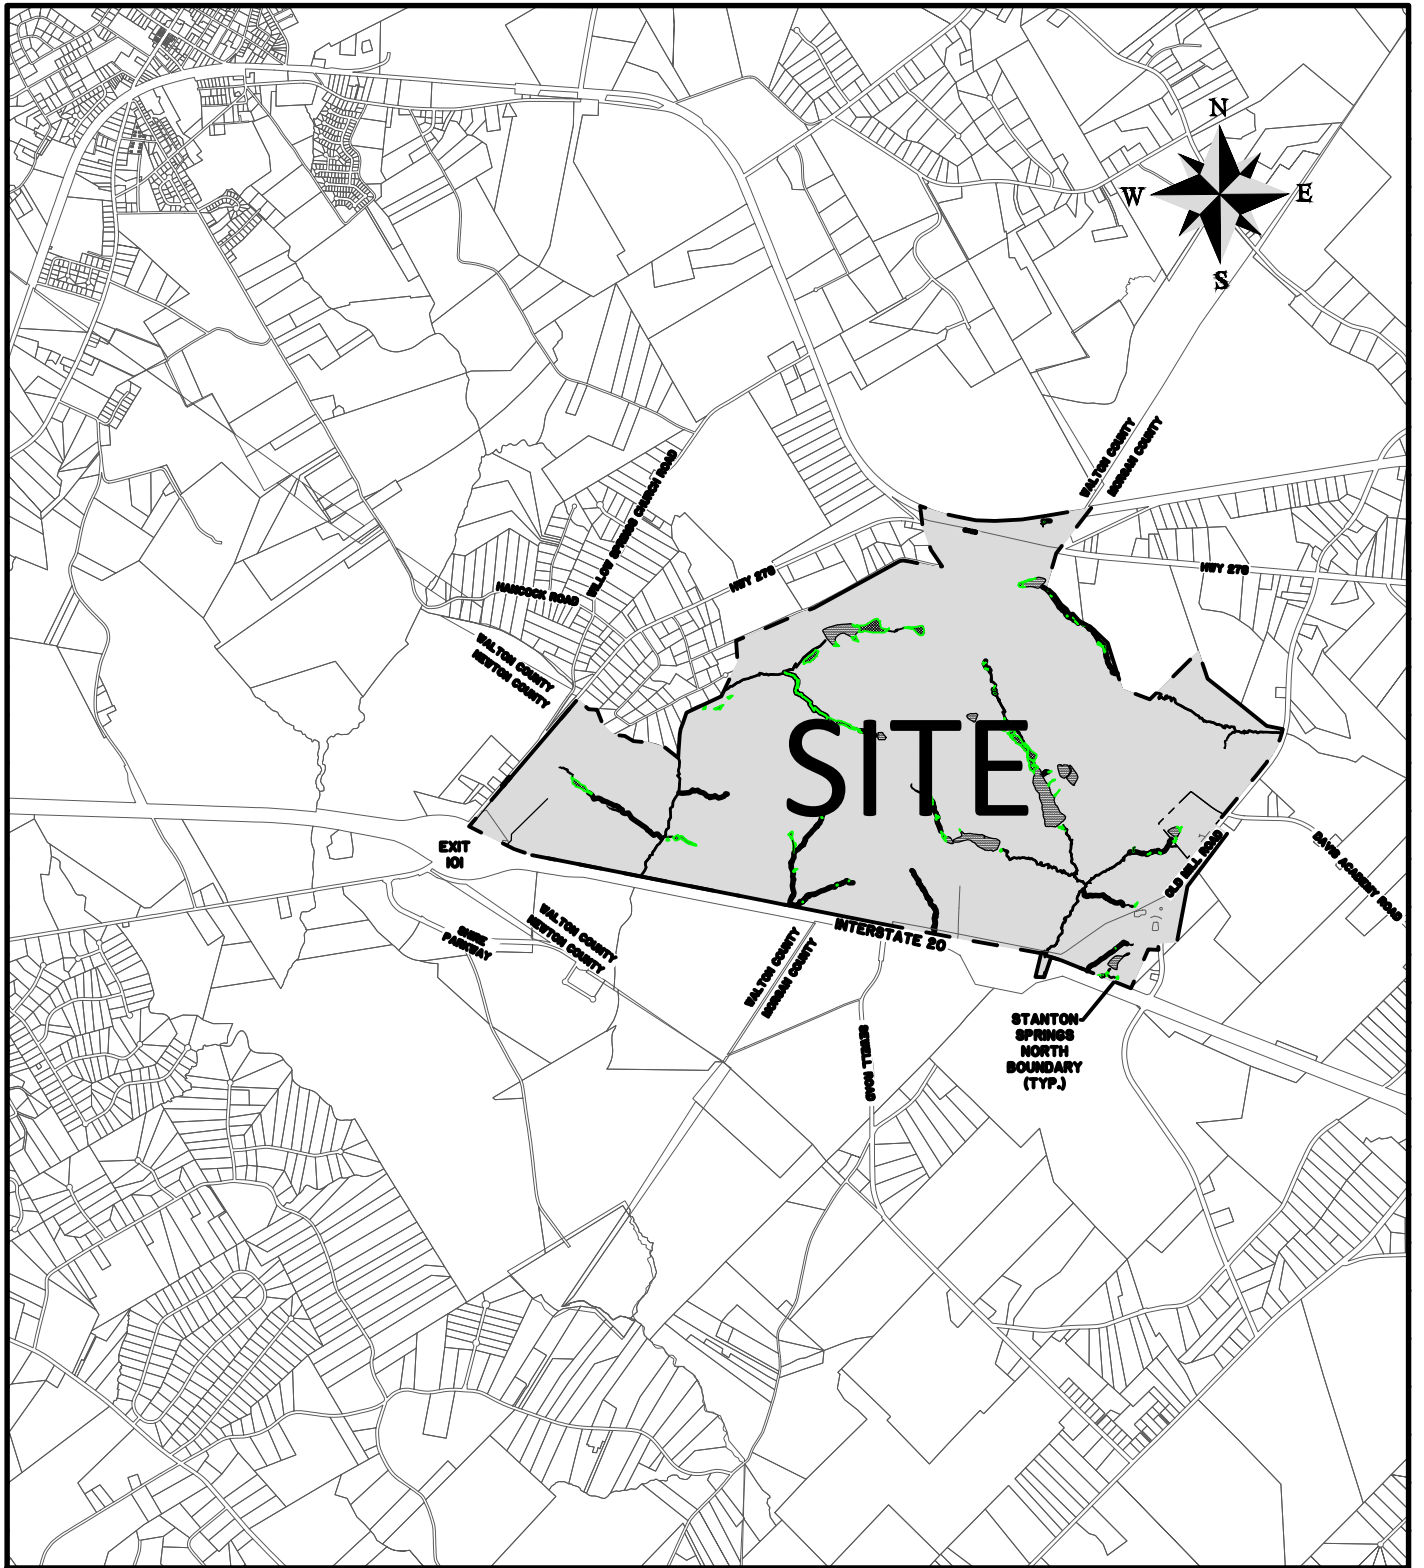 N
W
E
S
WALTON COUNTY
MORGAN COUNTY
WILLOW SPRINGS CHURCH ROAD
HWY 278
HWY 278
HANCOCK ROAD
WALTON COUNTY
NEWTON COUNTY
SITE
EXIT
101
OLD MILL ROAD
DAVIS ACADEMY ROAD
SHIRE
PARKWAY
WALTON COUNTY
NEWTON COUNTY
INTERSTATE 20
WALTON COUNTY
MORGAN COUNTY
SEWELL ROAD
STANTON
SPRINGS
NORTH
BOUNDARY
(TYP.)